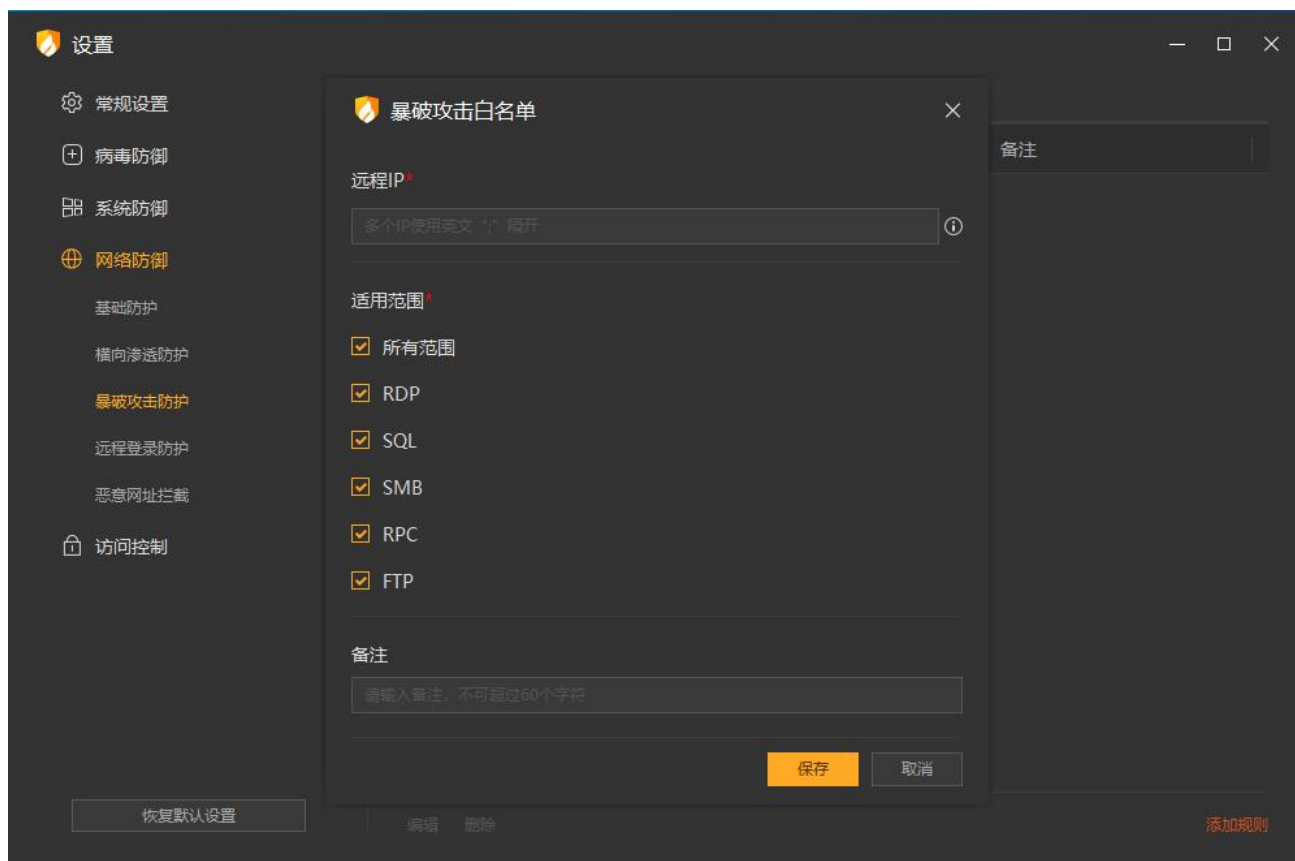 设置
常规设置
病毒防御
系统防御
网络防御
基础防护
横向渗透防护
暴破攻击防护
远程登录防护
恶意网址拦截
访问控制
恢复默认设置
暴破攻击白名单
远程IP*
多个IP使用英文 ";" 隔开
适用范围*
所有范围
RDP
SQL
SMB
RPC
FTP
备注
请输入备注，不可超过60个字符
保存
取消
备注
编辑
删除
添加规则